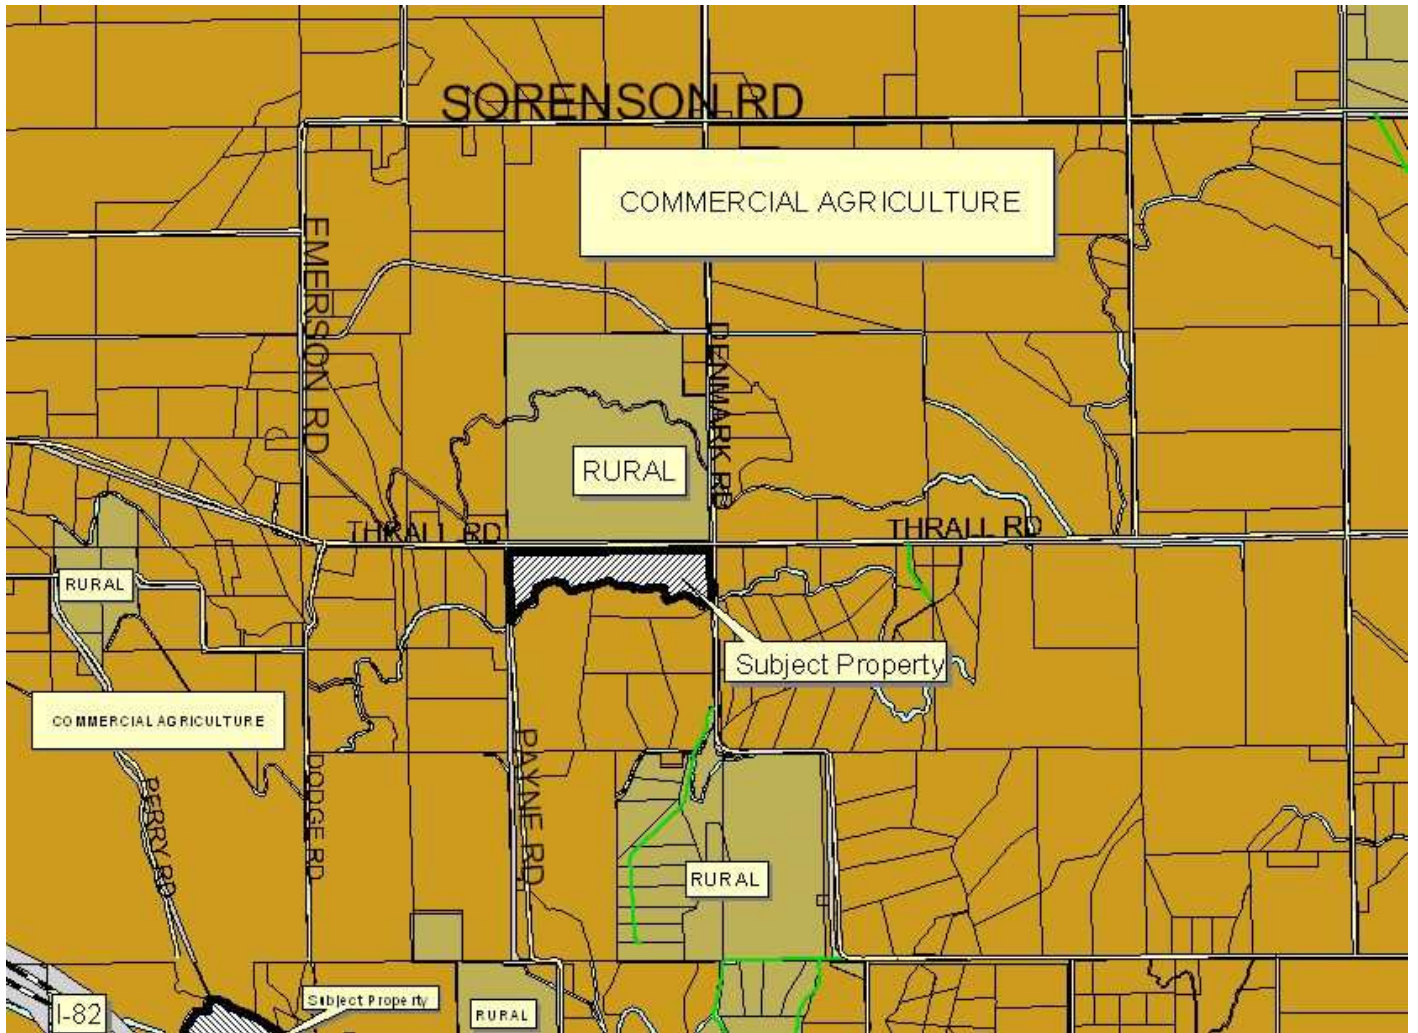 SORENSON RD
COMMERCIAL AGRICULTURE
EMERSON RD
DENMARK RD
RURAL
THRALL RD
THRALL RD
RURAL
Subject Property
COMMERCIAL AGRICULTURE
PERRY RD
DODGE RD
PAYNE RD
RURAL
Subject Property
I-82
RURAL